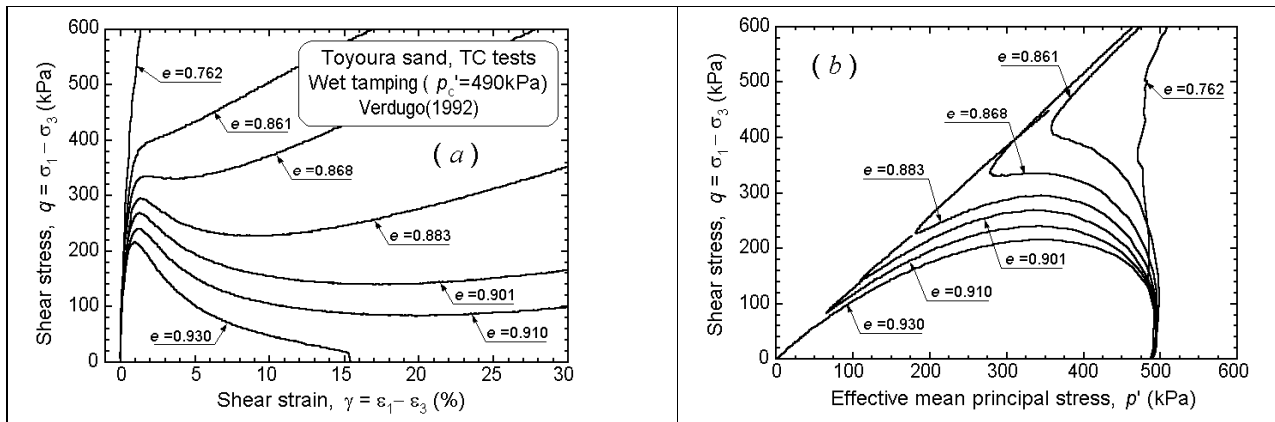 600
500
400
300
200
100
0
0 5 10 15 20 25 30
Shear stress, q = σ₁ – σ₃ (kPa)
Shear strain, γ = ε₁ – ε₃ (%)
Toyoura sand, TC tests
Wet tamping ( p_c'=490kPa)
Verdugo(1992)
( a )
e =0.762
e =0.861
e =0.868
e =0.883
e =0.901
e =0.910
e =0.930
600
500
400
300
200
100
0
0 100 200 300 400 500 600
Shear stress, q = σ₁ – σ₃ (kPa)
Effective mean principal stress, p' (kPa)
( b )
e =0.861
e =0.762
e =0.868
e =0.883
e =0.901
e =0.910
e =0.930